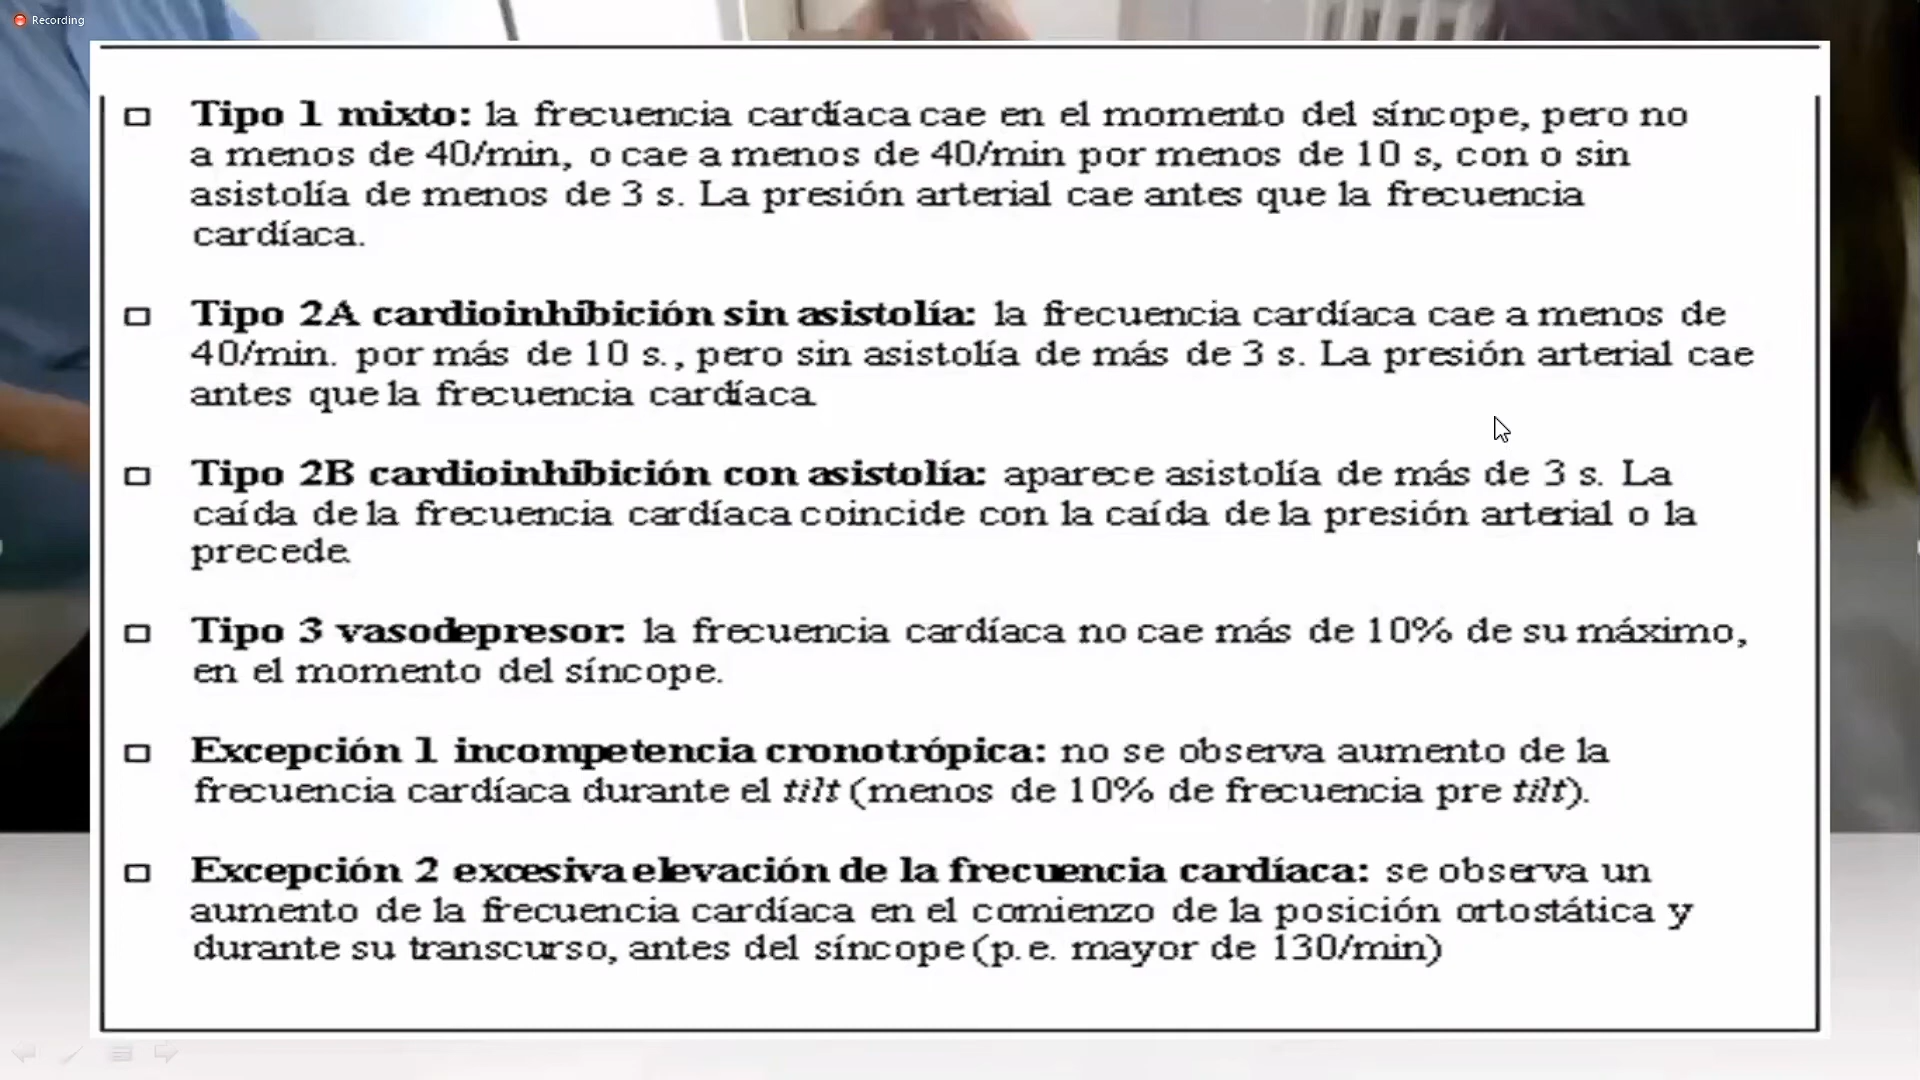 Recording
Tipo 1 mixto: la frecuencia cardíaca cae en el momento del síncope, pero no
a menos de 40/min, o cae a menos de 40/min por menos de 10 s, con o sin
asistolía de menos de 3 s. La presión arterial cae antes que la frecuencia
cardíaca.
Tipo 2A cardioinhibición sin asistolía: la frecuencia cardíaca cae a menos de
40/min. por más de 10 s., pero sin asistolía de más de 3 s. La presión arterial cae
antes que la frecuencia cardíaca
Tipo 2B cardioinhibición con asistolía: aparece asistolía de más de 3 s. La
caída de la frecuencia cardíaca coincide con la caída de la presión arterial o la
precede.
Tipo 3 vasodepresor: la frecuencia cardíaca no cae más de 10% de su máximo,
en el momento del síncope.
Excepción 1 incompetencia cronotrópica: no se observa aumento de la
frecuencia cardíaca durante el tilt (menos de 10% de frecuencia pre tilt).
Excepción 2 excesiva elevación de la frecuencia cardíaca: se observa un
aumento de la frecuencia cardíaca en el comienzo de la posición ortostática y
durante su transcurso, antes del síncope (p.e. mayor de 130/min)